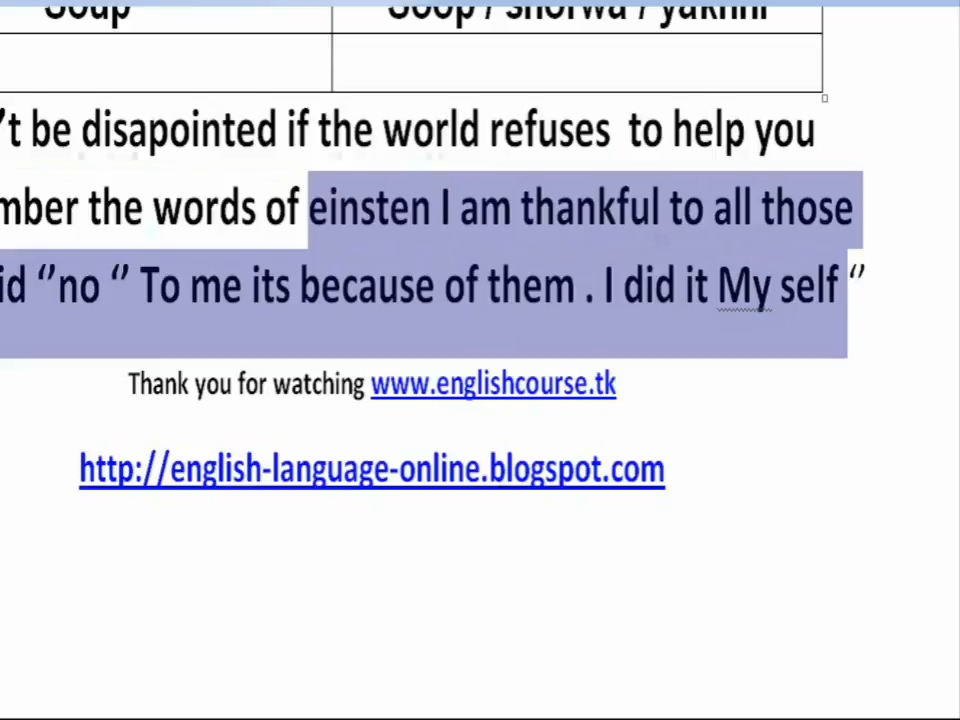 Soup Soop / shorwa / yakhni
’t be disapointed if the world refuses to help you
mber the words of einsten I am thankful to all those
id ‘’no ‘’ To me its because of them . I did it My self ‘’
Thank you for watching www.englishcourse.tk
http://english-language-online.blogspot.com